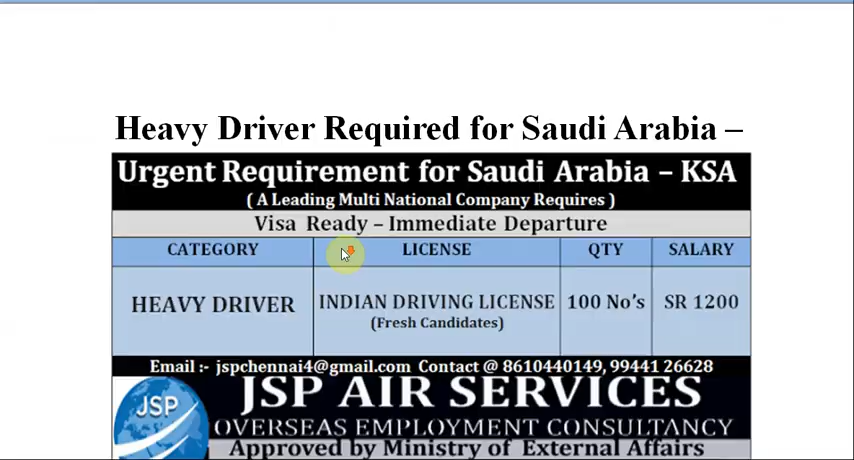 Heavy Driver Required for Saudi Arabia –
Urgent Requirement for Saudi Arabia – KSA
( A Leading Multi National Company Requires )
Visa Ready – Immediate Departure
CATEGORY LICENSE QTY SALARY
HEAVY DRIVER INDIAN DRIVING LICENSE 100 No's SR 1200
(Fresh Candidates)
Email :- jspchennai4@gmail.com Contact @ 8610440149, 99441 26628
JSP JSP AIR SERVICES
OVERSEAS EMPLOYMENT CONSULTANCY
Approved by Ministry of External Affairs